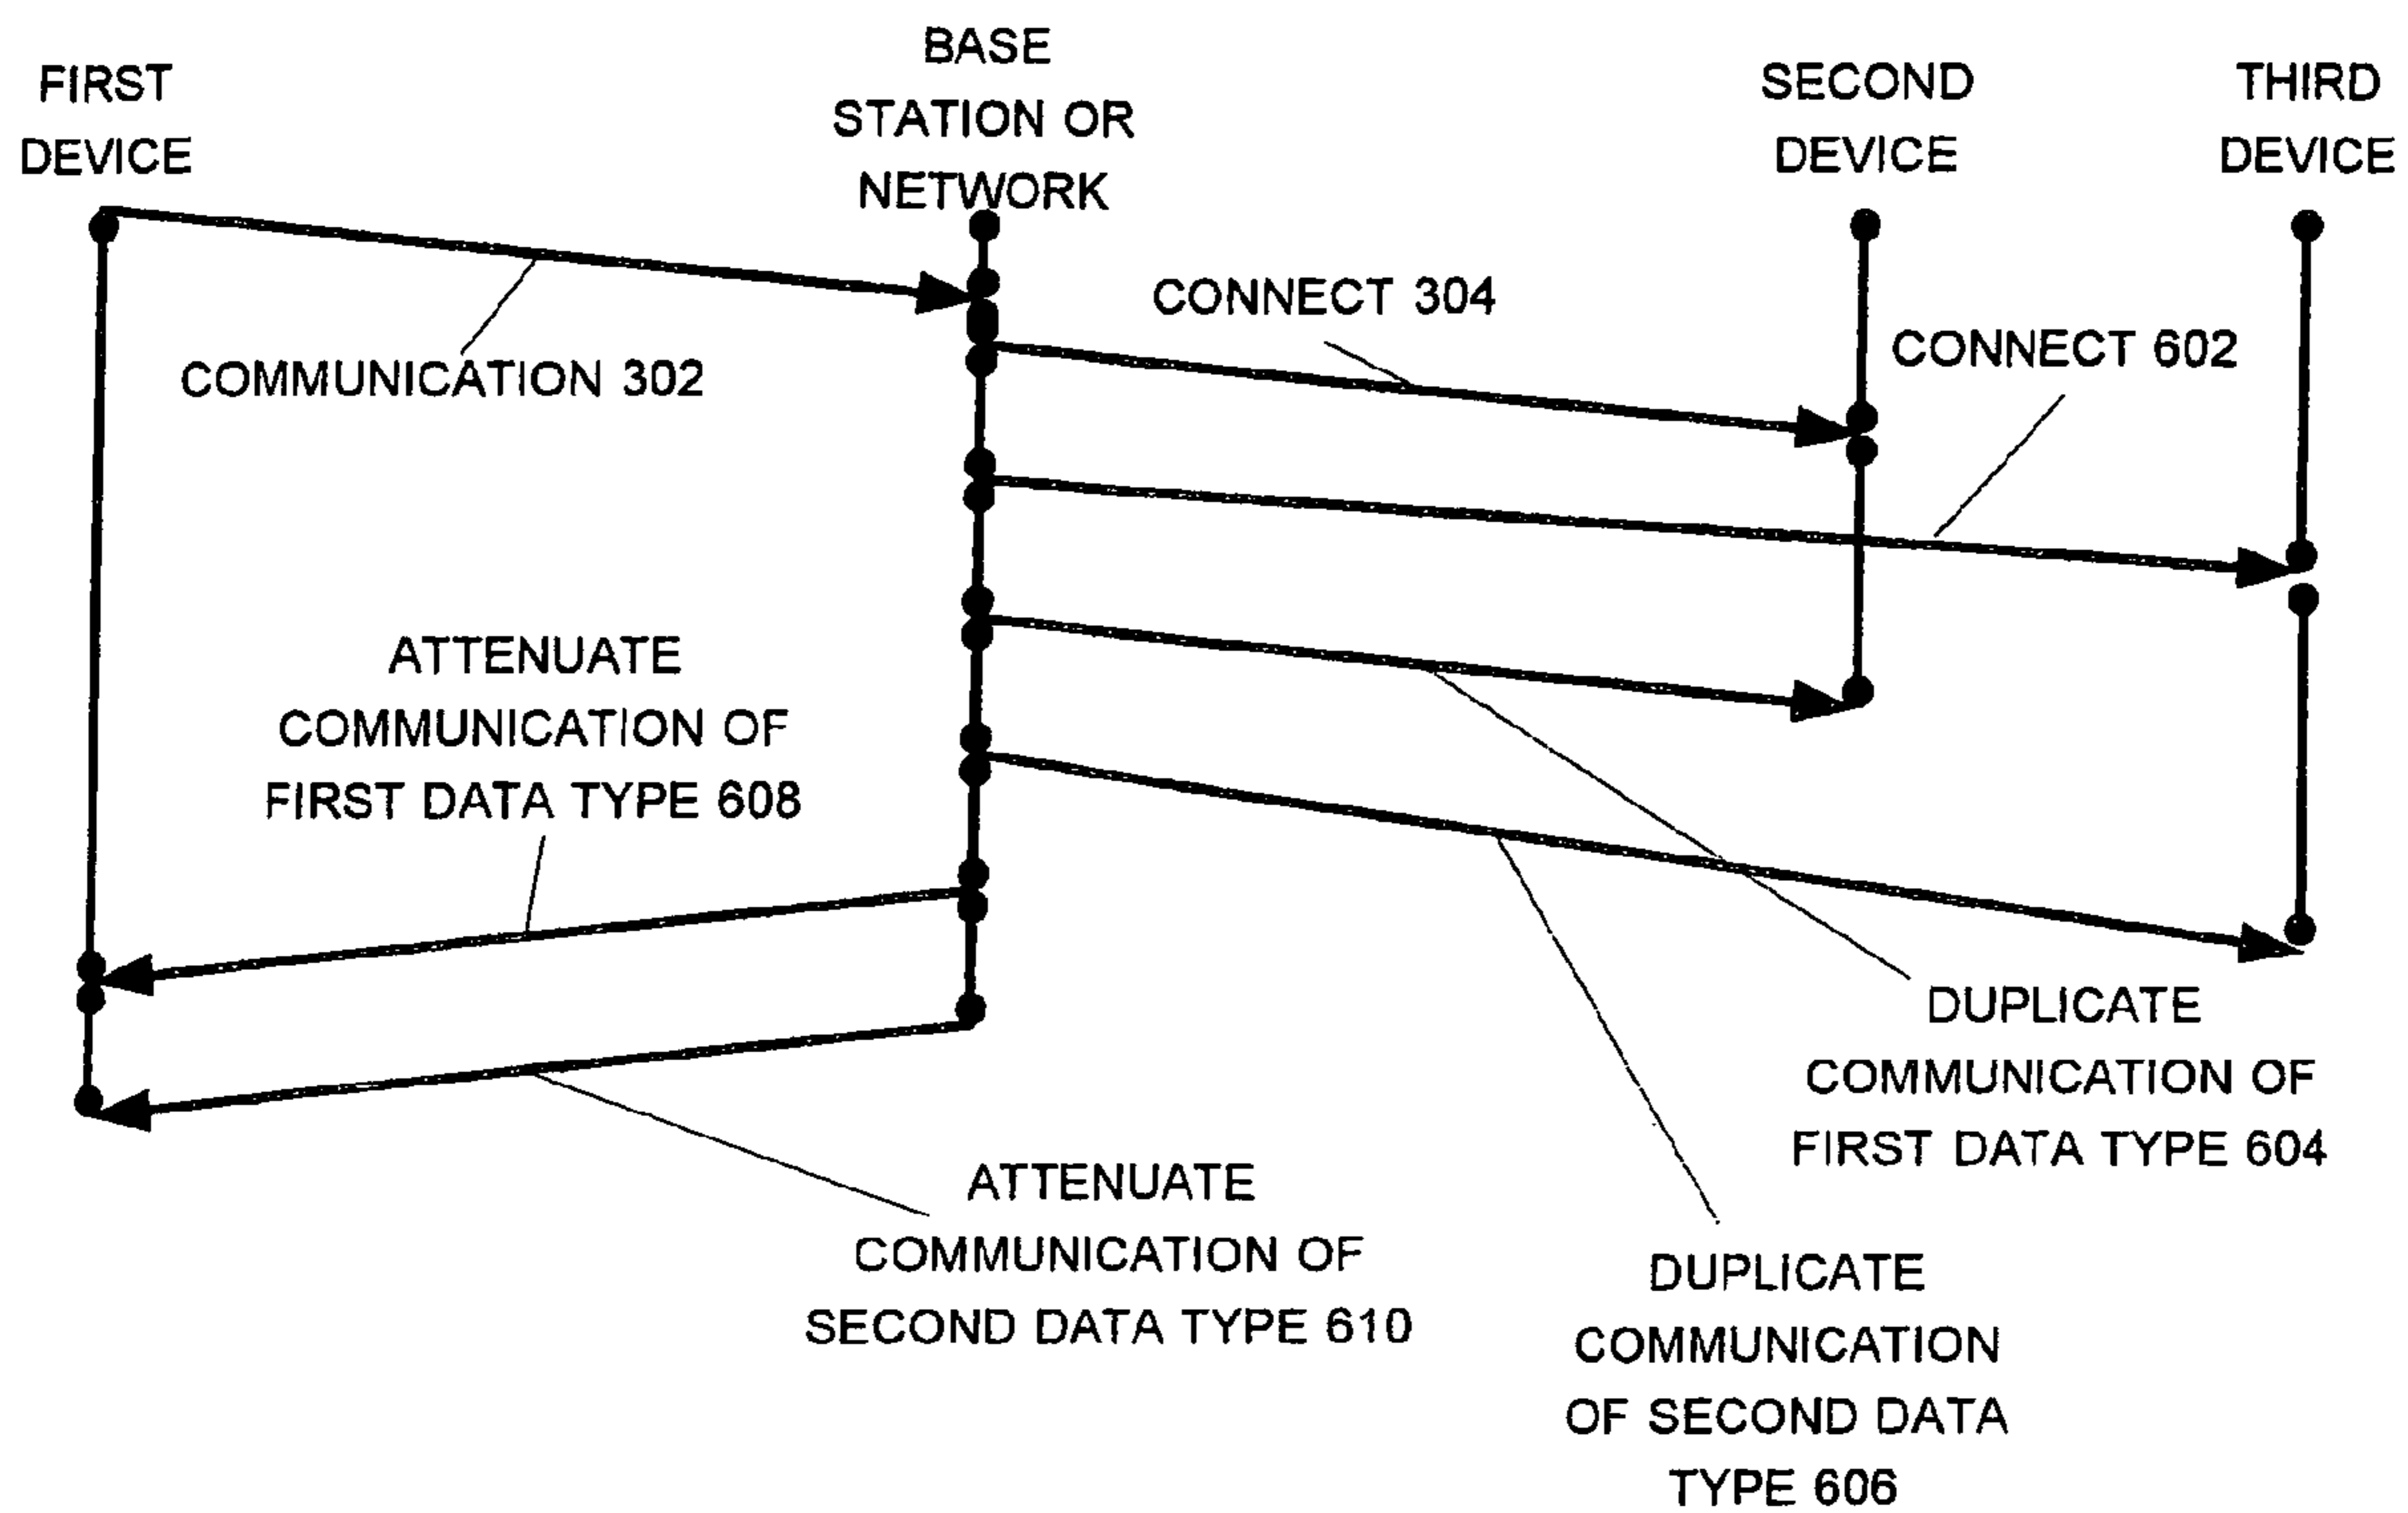 FIRST
DEVICE
BASE
STATION OR
NETWORK
SECOND
DEVICE
THIRD
DEVICE
CONNECT 304
CONNECT 602
COMMUNICATION 302
ATTENUATE
COMMUNICATION OF
FIRST DATA TYPE 608
DUPLICATE
COMMUNICATION OF
FIRST DATA TYPE 604
ATTENUATE
COMMUNICATION OF
SECOND DATA TYPE 610
DUPLICATE
COMMUNICATION
OF SECOND DATA
TYPE 606